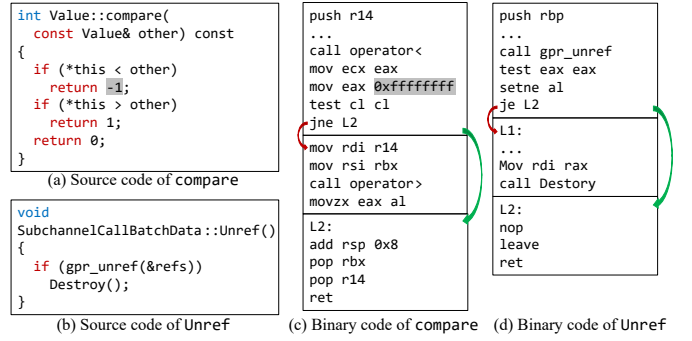 int Value::compare(
const Value& other) const
{
if (*this < other)
return -1;
if (*this > other)
return 1;
return 0;
}
(a) Source code of compare
void
SubchannelCallBatchData::Unref()
{
if (gpr_unref(&refs))
Destroy();
}
(b) Source code of Unref
push r14
...
call operator<
mov ecx eax
mov eax 0xffffffff
test cl cl
jne L2
mov rdi r14
mov rsi rbx
call operator>
movzx eax al
L2:
add rsp 0x8
pop rbx
pop r14
ret
(c) Binary code of compare
push rbp
...
call gpr_unref
test eax eax
setne al
je L2
L1:
...
Mov rdi rax
call Destory
L2:
nop
leave
ret
(d) Binary code of Unref